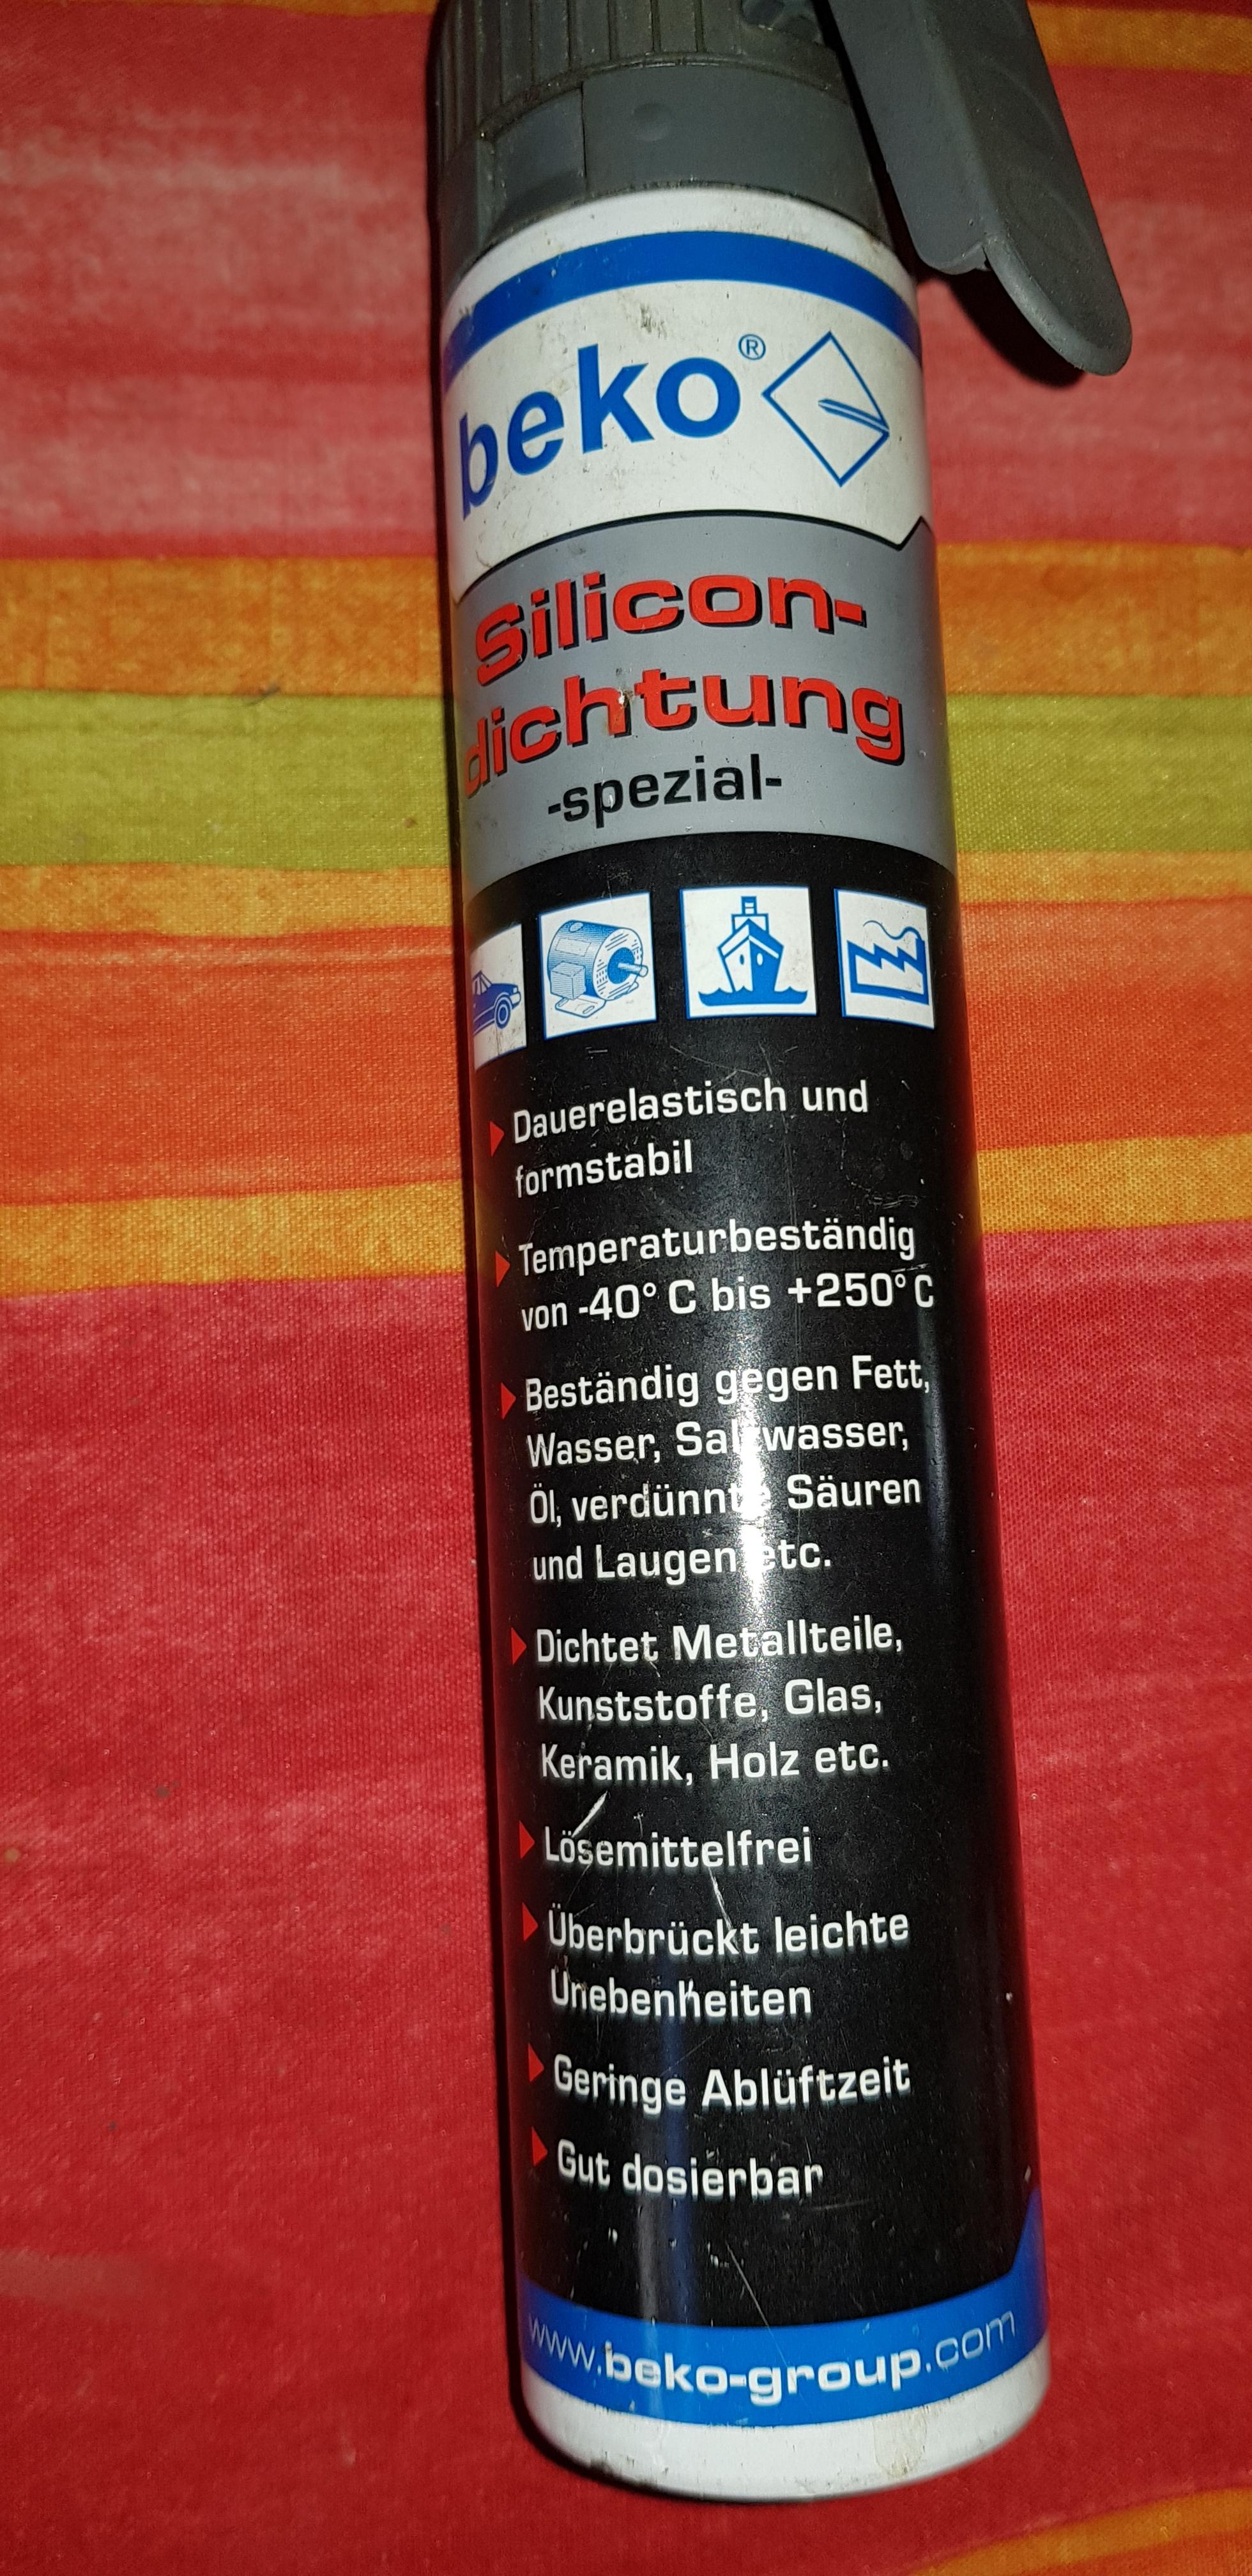 beko®
Silicon-
dichtung
-spezial-
Dauerelastisch und
formstabil
Temperaturbeständig
von -40° C bis +250° C
Beständig gegen Fett,
Wasser, Salzwasser,
Öl, verdünnte Säuren
und Laugen etc.
Dichtet Metallteile,
Kunststoffe, Glas,
Keramik, Holz etc.
Lösemittelfrei
Überbrückt leichte
Unebenheiten
Geringe Ablüftzeit
Gut dosierbar
www.beko-group.com